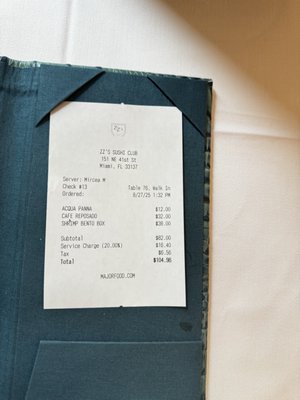 ZZ'S SUSHI CLUB
151 NE 41st St
Miami, FL 33137
Server: Mircea M
Check #13 Table 76, Walk In
Ordered: 8/27/25 1:32 PM
ACQUA PANNA $12.00
CAFE REPOSADO $32.00
SHRIMP BENTO BOX $38.00
Subtotal $82.00
Service Charge (20.00%) $16.40
Tax $6.56
Total $104.96
MAJORFOOD.COM